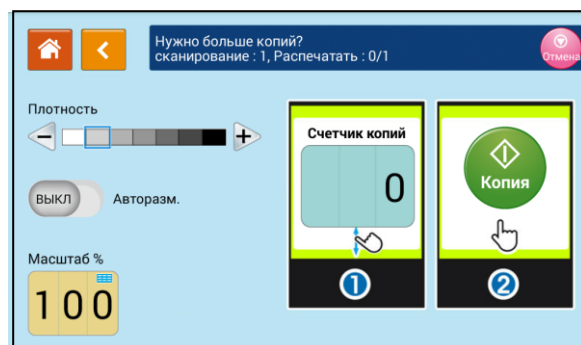 Нужно больше копий?
сканирование : 1, Распечатать : 0/1
Отмена
Плотность
ВЫКЛ
Авторазм.
Масштаб %
100
Счетчик копий
0
1
Копия
2